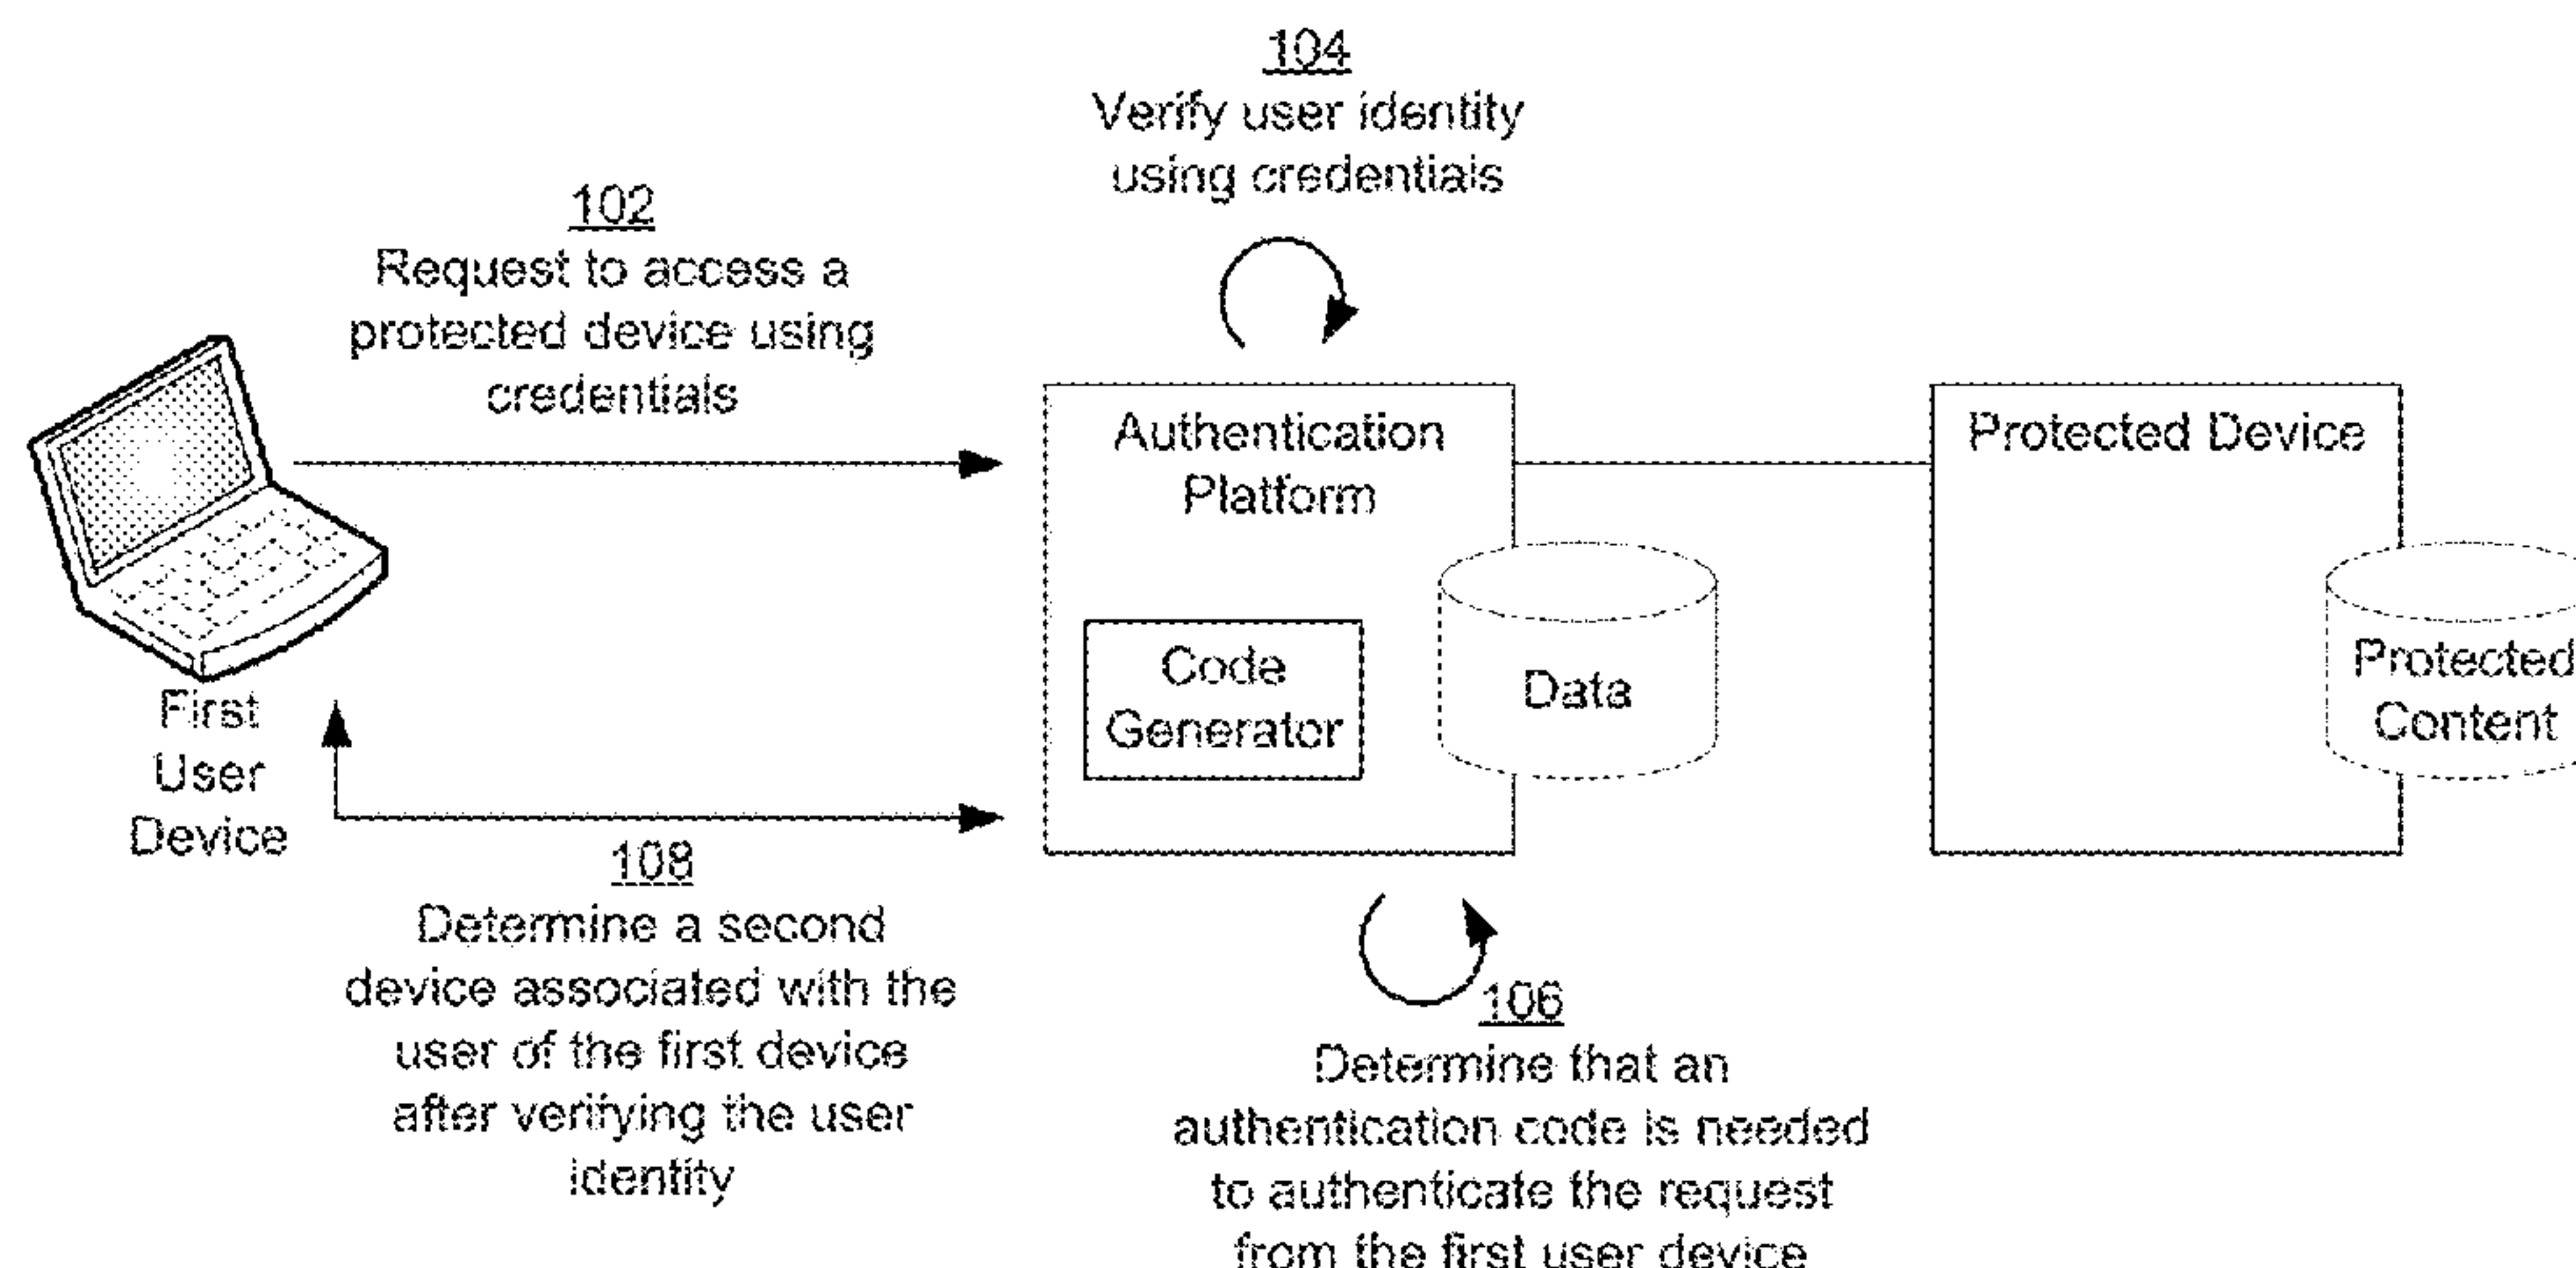 104
Verify user identity
using credentials
102
Request to access a
protected device using
credentials
Authentication
Platform
Protected Device
Code
Generator
Data
Protected
Content
First
User
Device
108
Determine a second
device associated with the
user of the first device
after verifying the user
identity
106
Determine that an
authentication code is needed
to authenticate the request
from the first user device